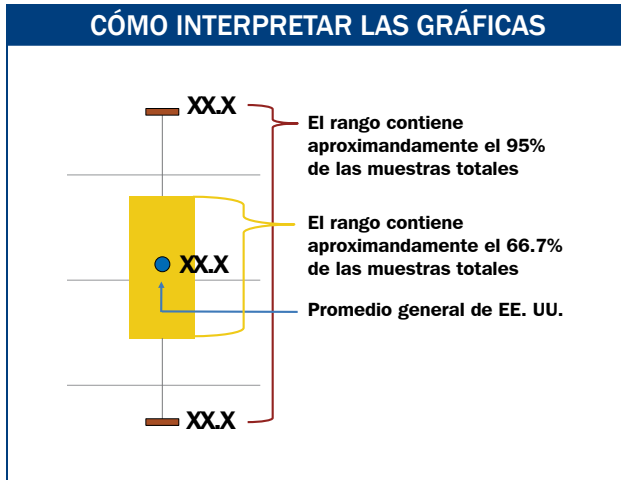 CÓMO INTERPRETAR LAS GRÁFICAS
XX.X
El rango contiene
aproximandamente el 95%
de las muestras totales
El rango contiene
aproximandamente el 66.7%
de las muestras totales
XX.X
Promedio general de EE. UU.
XX.X